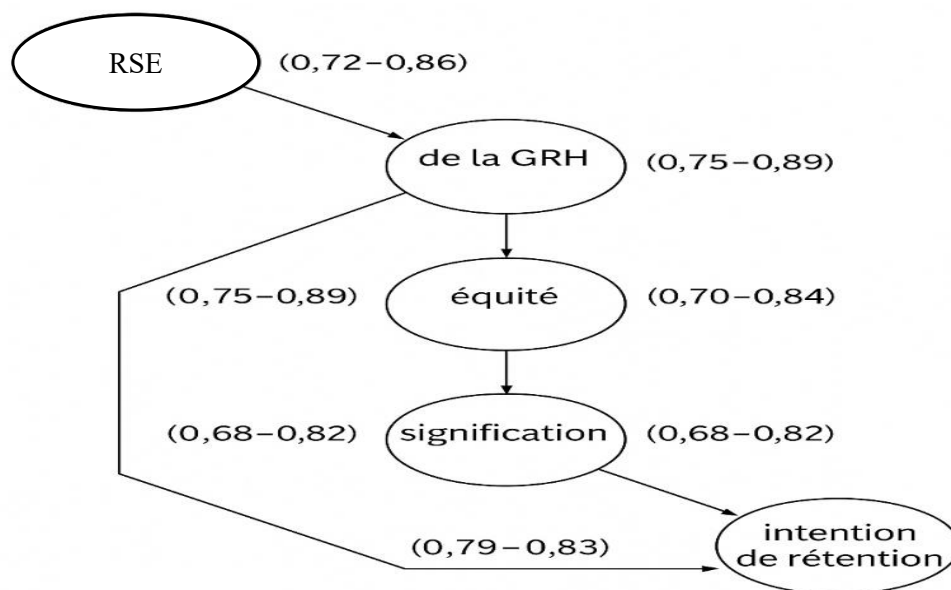 RSE
(0,72–0,86)
de la GRH
(0,75–0,89)
(0,75–0,89)
équité
(0,70–0,84)
(0,68–0,82)
signification
(0,68–0,82)
(0,79–0,83)
intention
de rétention